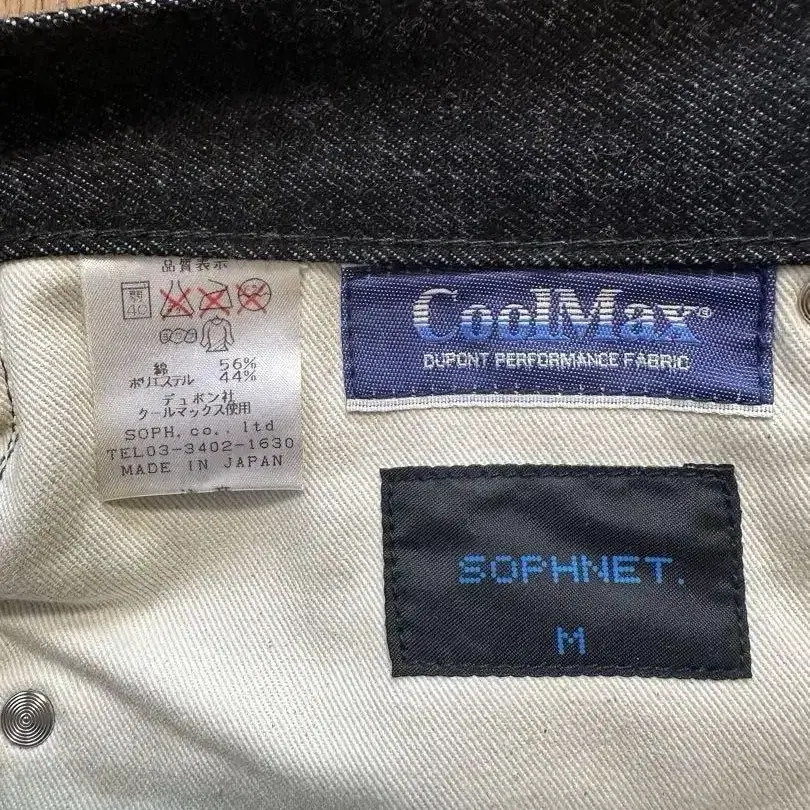 品質表示
弱
40
綿 56%
ポリエステル 44%
デュポン社
クールマックス使用
SOPH. co., ltd
TEL03-3402-1630
MADE IN JAPAN
CoolMax®
DUPONT PERFORMANCE FABRIC
SOPHNET.
M